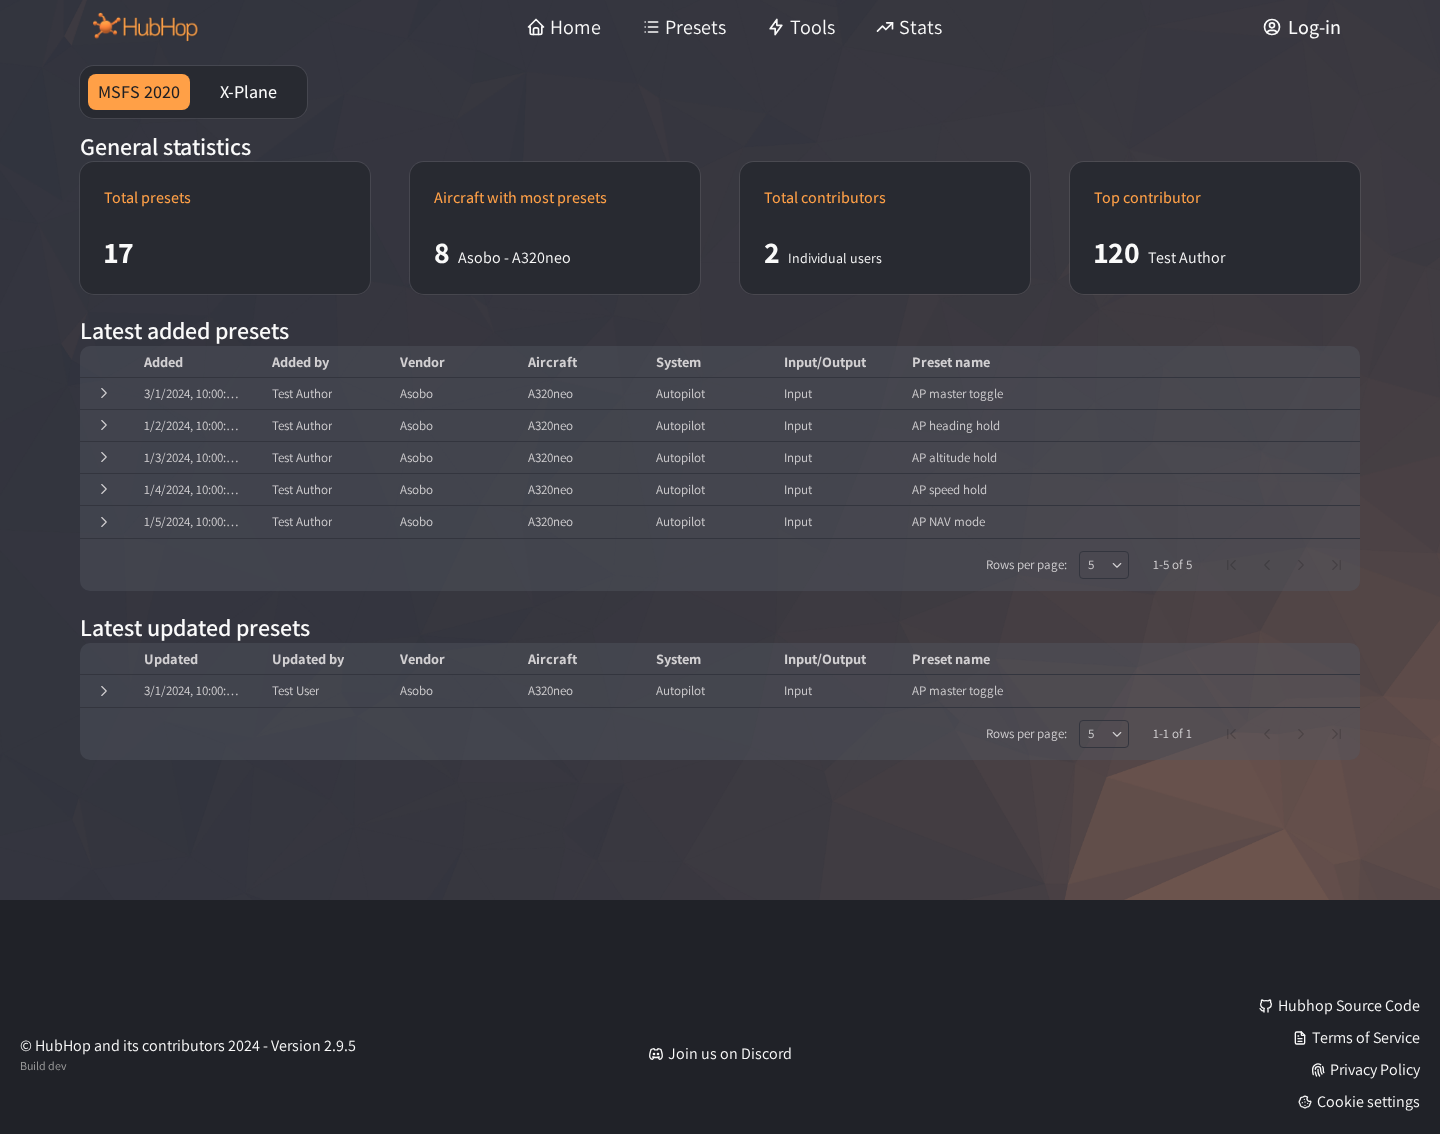 HubHop
Home
Presets
Tools
Stats
Log-in
MSFS 2020
X-Plane
General statistics
Total presets
17
Aircraft with most presets
8 Asobo - A320neo
Total contributors
2 Individual users
Top contributor
120 Test Author
Latest added presets
Added Added by Vendor Aircraft System Input/Output Preset name
3/1/2024, 10:00:… Test Author Asobo A320neo Autopilot Input AP master toggle
1/2/2024, 10:00:… Test Author Asobo A320neo Autopilot Input AP heading hold
1/3/2024, 10:00:… Test Author Asobo A320neo Autopilot Input AP altitude hold
1/4/2024, 10:00:… Test Author Asobo A320neo Autopilot Input AP speed hold
1/5/2024, 10:00:… Test Author Asobo A320neo Autopilot Input AP NAV mode
Rows per page: 5 1-5 of 5
Latest updated presets
Updated Updated by Vendor Aircraft System Input/Output Preset name
3/1/2024, 10:00:… Test User Asobo A320neo Autopilot Input AP master toggle
Rows per page: 5 1-1 of 1
© HubHop and its contributors 2024 - Version 2.9.5
Build dev
Join us on Discord
Hubhop Source Code
Terms of Service
Privacy Policy
Cookie settings